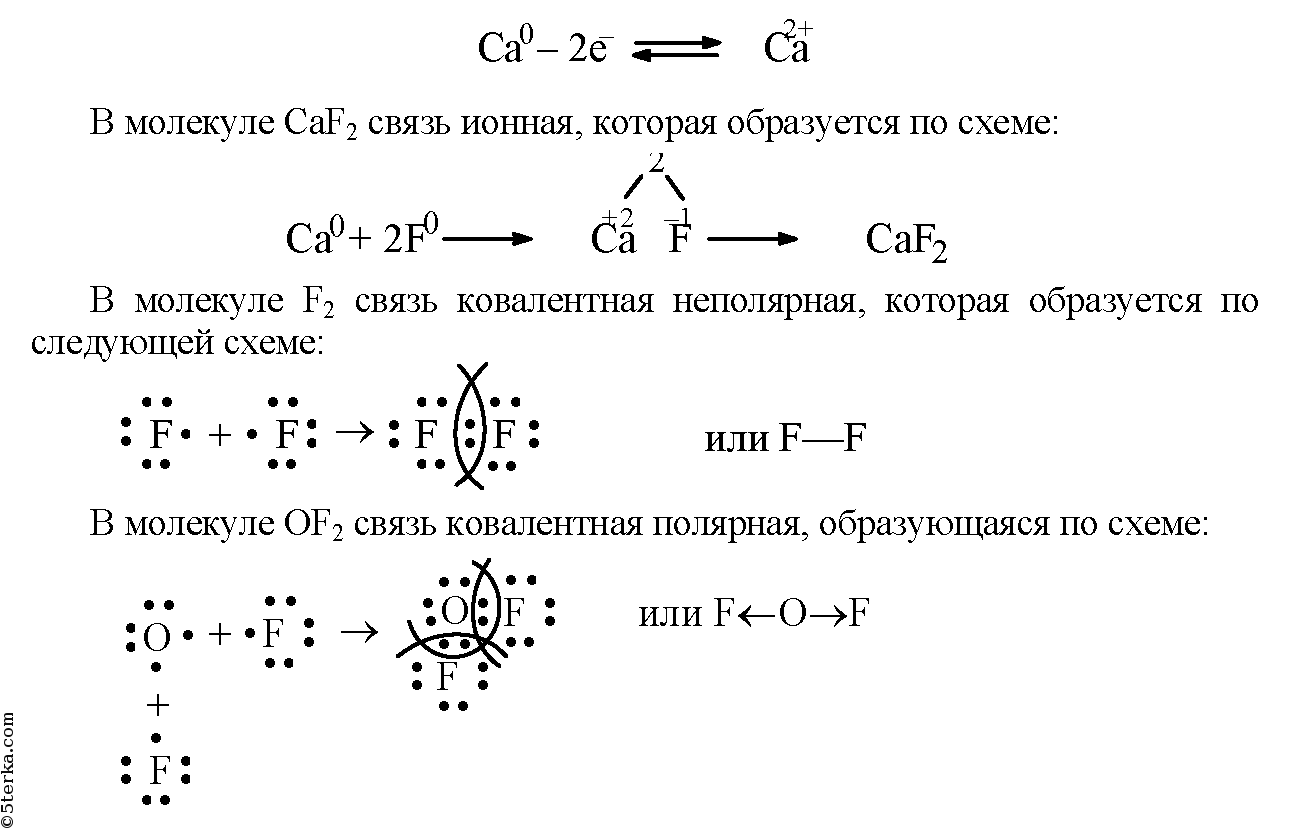 Ca⁰ – 2e⁻ ⇌ Ca²⁺
В молекуле CaF₂ связь ионная, которая образуется по схеме:
2
Ca⁰ + 2F⁰ → Ca⁺² F⁻¹ → CaF₂
В молекуле F₂ связь ковалентная неполярная, которая образуется по
следующей схеме:
F + F → F F или F—F
В молекуле OF₂ связь ковалентная полярная, образующаяся по схеме:
O + F → O F или F←O→F
F
+
F
©5terka.com